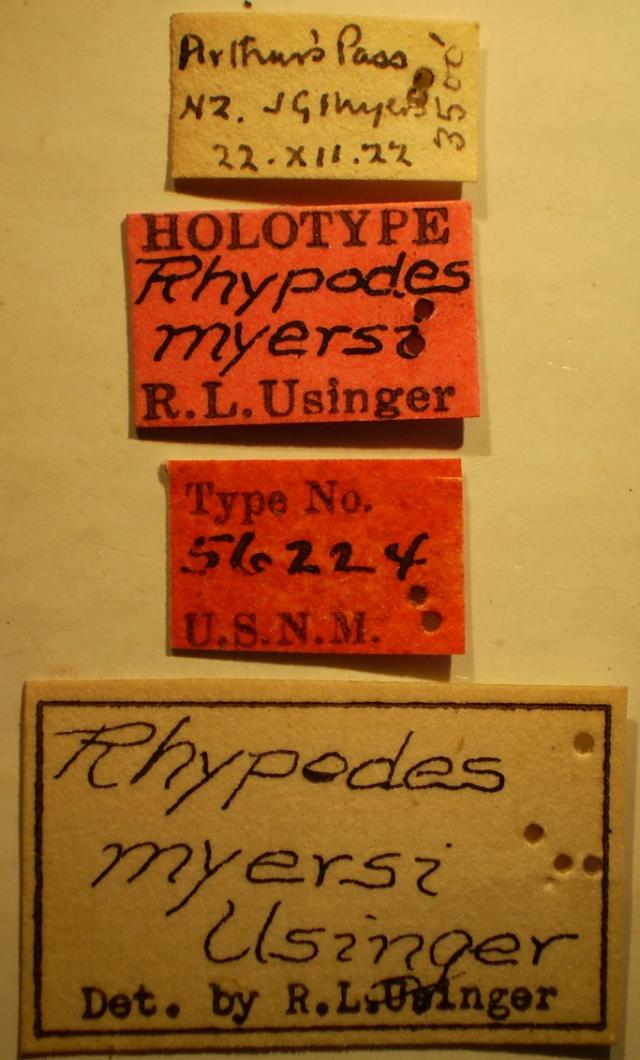 Arthur's Pass
NZ. JGMyers
22.XII.22
3500'
HOLOTYPE
Rhypodes
myersi
R.L.Usinger
Type No.
56224
U.S.N.M.
Rhypodes
myersi
Usinger
Det. by R.L.Usinger